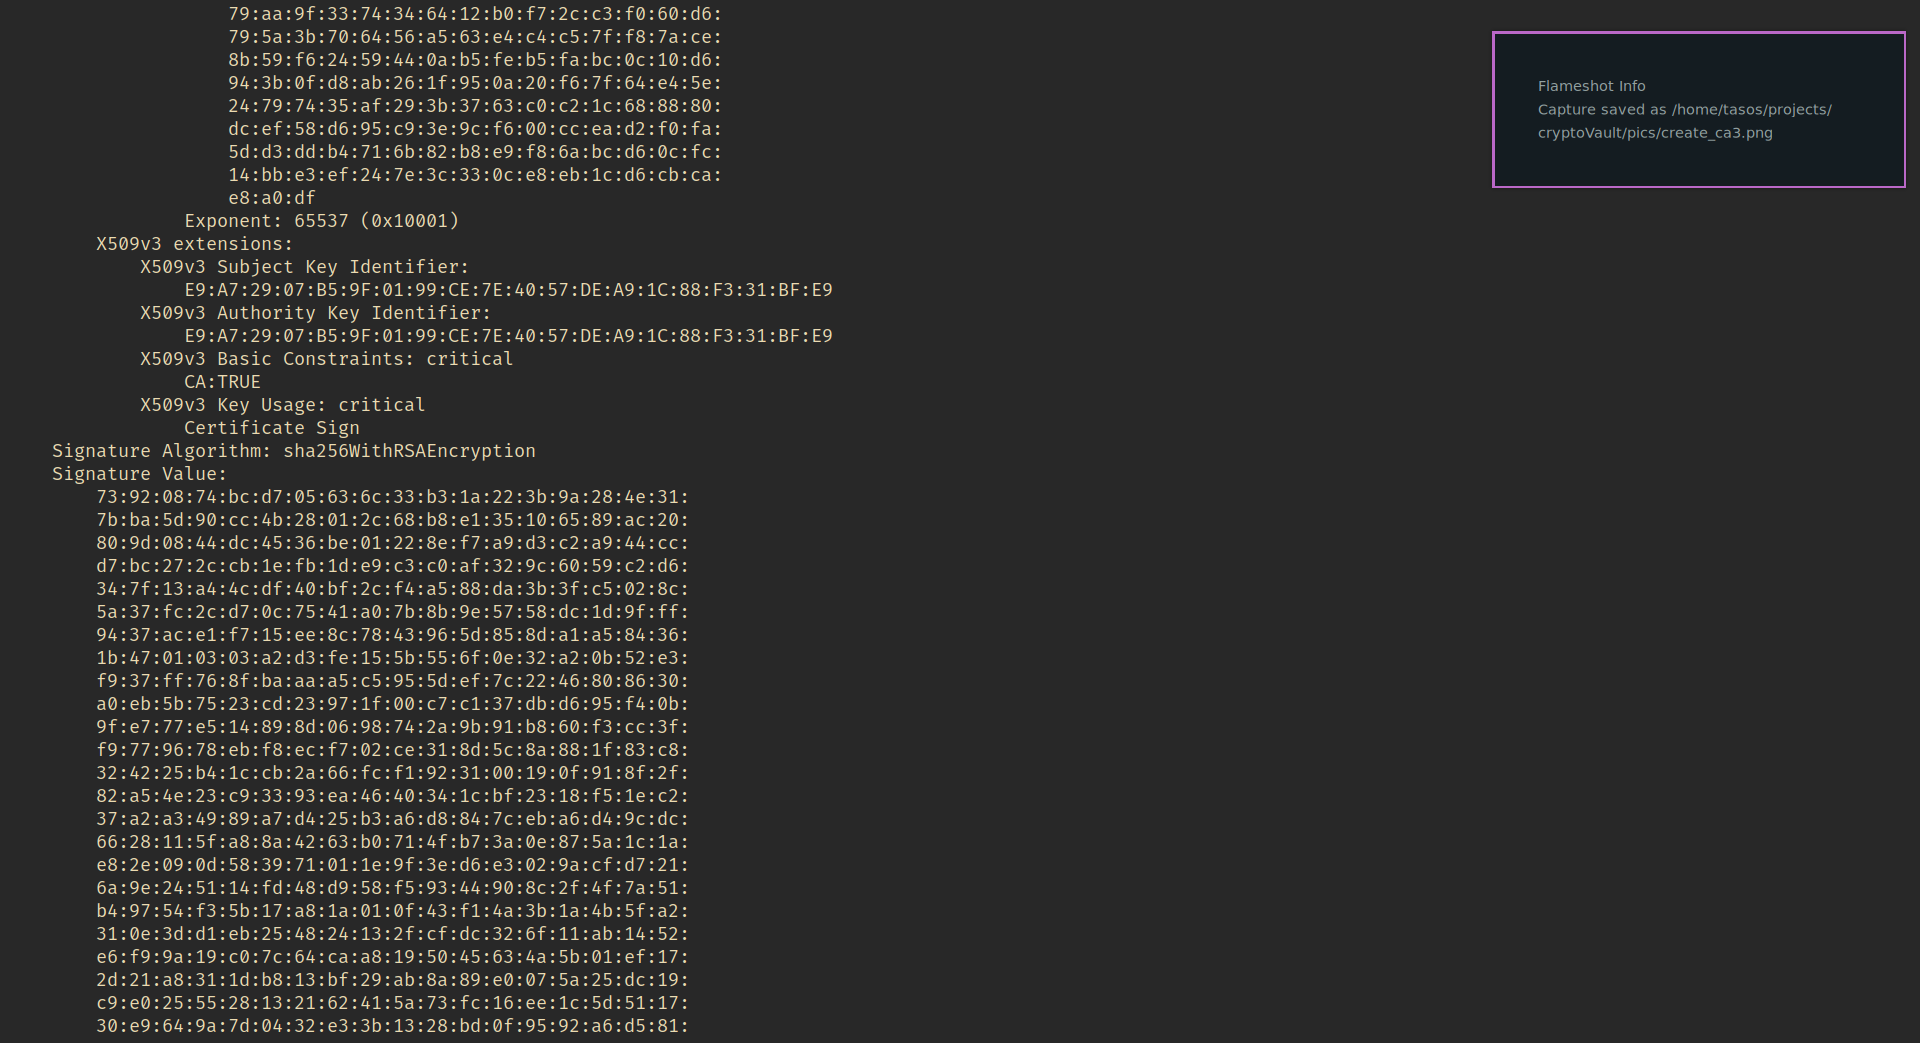 79:aa:9f:33:74:34:64:12:b0:f7:2c:c3:f0:60:d6:
79:5a:3b:70:64:56:a5:63:e4:c4:c5:7f:f8:7a:ce:
8b:59:f6:24:59:44:0a:b5:fe:b5:fa:bc:0c:10:d6:
94:3b:0f:d8:ab:26:1f:95:0a:20:f6:7f:64:e4:5e:
24:79:74:35:af:29:3b:37:63:c0:c2:1c:68:88:80:
dc:ef:58:d6:95:c9:3e:9c:f6:00:cc:ea:d2:f0:fa:
5d:d3:dd:b4:71:6b:82:b8:e9:f8:6a:bc:d6:0c:fc:
14:bb:e3:ef:24:7e:3c:33:0c:e8:eb:1c:d6:cb:ca:
e8:a0:df
Exponent: 65537 (0x10001)
X509v3 extensions:
X509v3 Subject Key Identifier:
E9:A7:29:07:B5:9F:01:99:CE:7E:40:57:DE:A9:1C:88:F3:31:BF:E9
X509v3 Authority Key Identifier:
E9:A7:29:07:B5:9F:01:99:CE:7E:40:57:DE:A9:1C:88:F3:31:BF:E9
X509v3 Basic Constraints: critical
CA:TRUE
X509v3 Key Usage: critical
Certificate Sign
Signature Algorithm: sha256WithRSAEncryption
Signature Value:
73:92:08:74:bc:d7:05:63:6c:33:b3:1a:22:3b:9a:28:4e:31:
7b:ba:5d:90:cc:4b:28:01:2c:68:b8:e1:35:10:65:89:ac:20:
80:9d:08:44:dc:45:36:be:01:22:8e:f7:a9:d3:c2:a9:44:cc:
d7:bc:27:2c:cb:1e:fb:1d:e9:c3:c0:af:32:9c:60:59:c2:d6:
34:7f:13:a4:4c:df:40:bf:2c:f4:a5:88:da:3b:3f:c5:02:8c:
5a:37:fc:2c:d7:0c:75:41:a0:7b:8b:9e:57:58:dc:1d:9f:ff:
94:37:ac:e1:f7:15:ee:8c:78:43:96:5d:85:8d:a1:a5:84:36:
1b:47:01:03:03:a2:d3:fe:15:5b:55:6f:0e:32:a2:0b:52:e3:
f9:37:ff:76:8f:ba:aa:a5:c5:95:5d:ef:7c:22:46:80:86:30:
a0:eb:5b:75:23:cd:23:97:1f:00:c7:c1:37:db:d6:95:f4:0b:
9f:e7:77:e5:14:89:8d:06:98:74:2a:9b:91:b8:60:f3:cc:3f:
f9:77:96:78:eb:f8:ec:f7:02:ce:31:8d:5c:8a:88:1f:83:c8:
32:42:25:b4:1c:cb:2a:66:fc:f1:92:31:00:19:0f:91:8f:2f:
82:a5:4e:23:c9:33:93:ea:46:40:34:1c:bf:23:18:f5:1e:c2:
37:a2:a3:49:89:a7:d4:25:b3:a6:d8:84:7c:eb:a6:d4:9c:dc:
66:28:11:5f:a8:8a:42:63:b0:71:4f:b7:3a:0e:87:5a:1c:1a:
e8:2e:09:0d:58:39:71:01:1e:9f:3e:d6:e3:02:9a:cf:d7:21:
6a:9e:24:51:14:fd:48:d9:58:f5:93:44:90:8c:2f:4f:7a:51:
b4:97:54:f3:5b:17:a8:1a:01:0f:43:f1:4a:3b:1a:4b:5f:a2:
31:0e:3d:d1:eb:25:48:24:13:2f:cf:dc:32:6f:11:ab:14:52:
e6:f9:9a:19:c0:7c:64:ca:a8:19:50:45:63:4a:5b:01:ef:17:
2d:21:a8:31:1d:b8:13:bf:29:ab:8a:89:e0:07:5a:25:dc:19:
c9:e0:25:55:28:13:21:62:41:5a:73:fc:16:ee:1c:5d:51:17:
30:e9:64:9a:7d:04:32:e3:3b:13:28:bd:0f:95:92:a6:d5:81:
Flameshot Info
Capture saved as /home/tasos/projects/
cryptoVault/pics/create_ca3.png